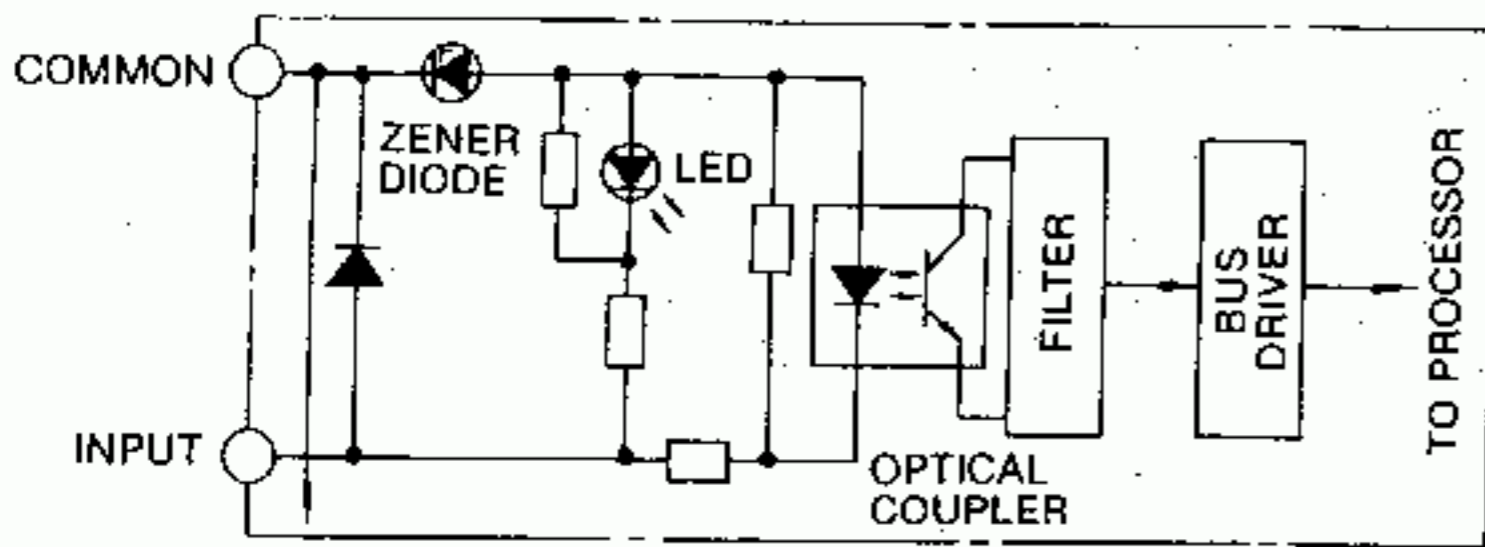 COMMON
ZENER
DIODE
LED
INPUT
OPTICAL
COUPLER
FILTER
BUS
DRIVER
TO PROCESSOR